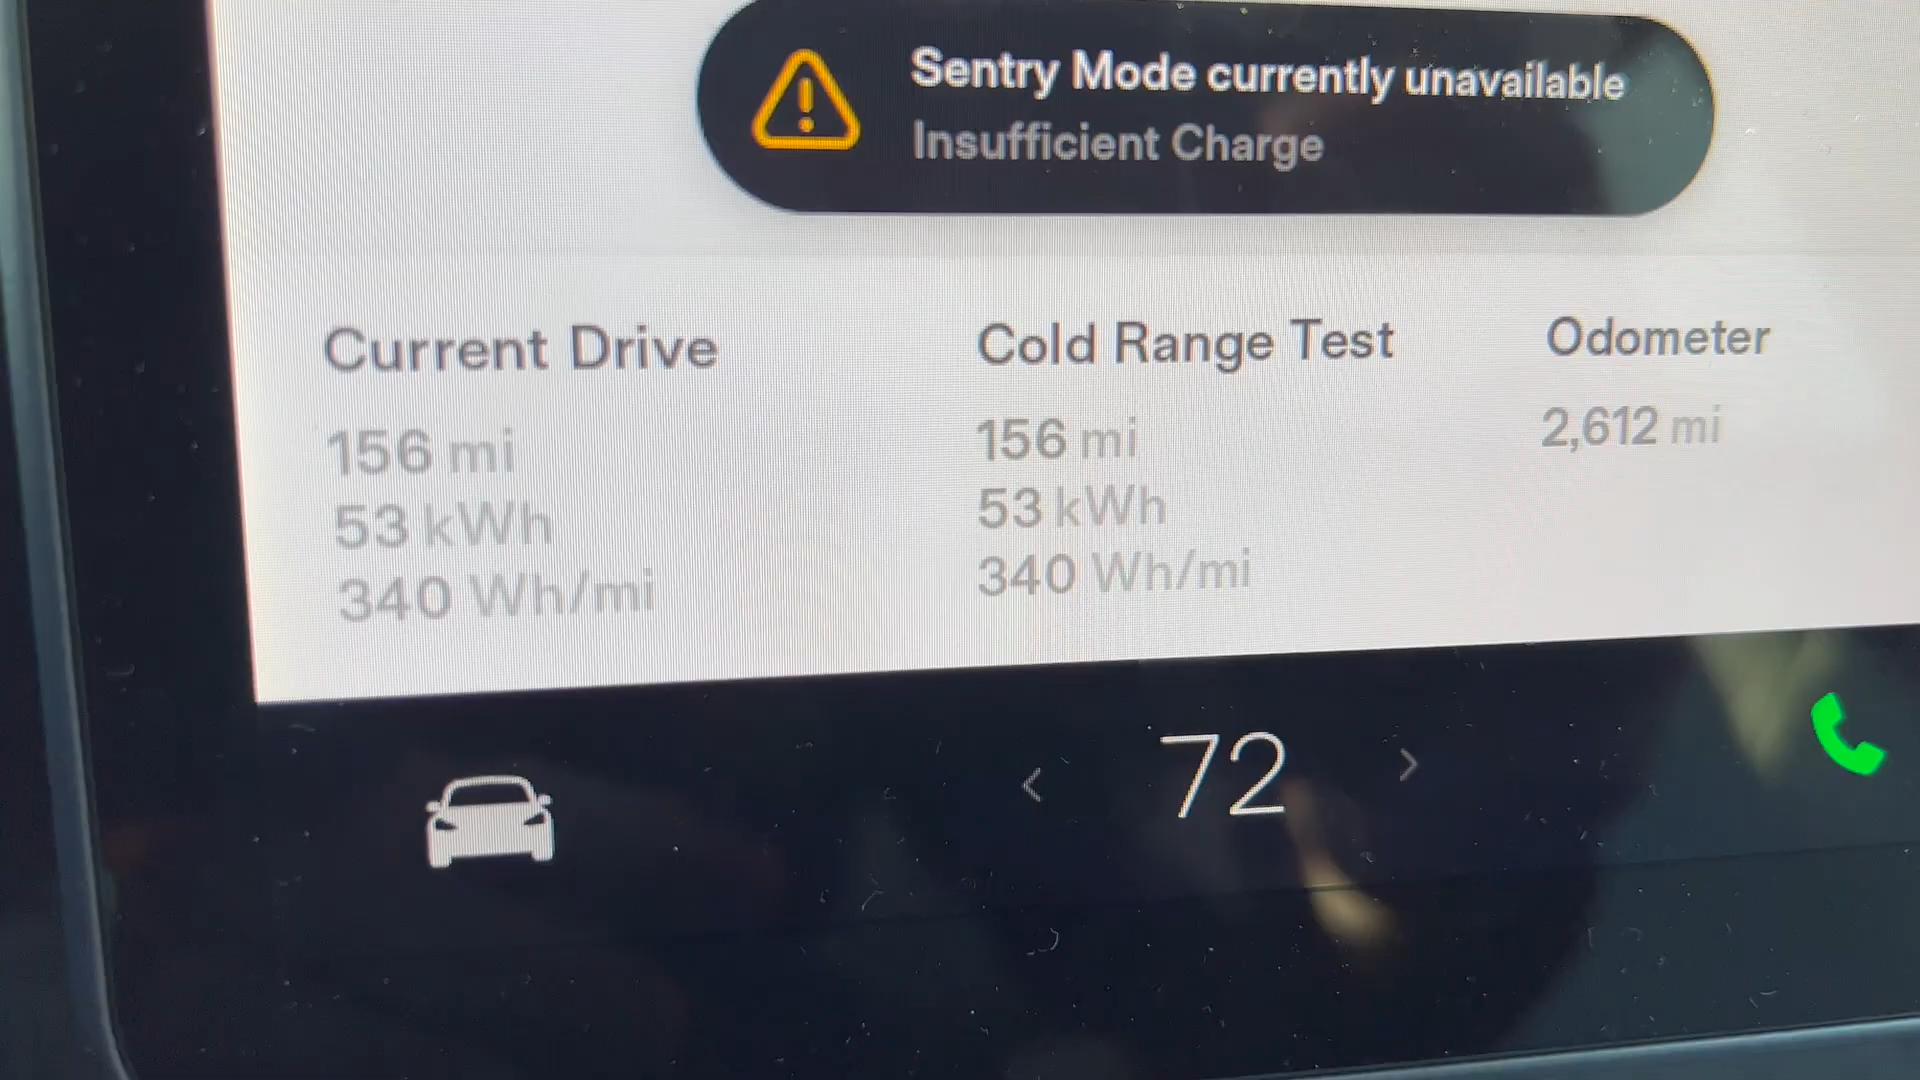 Sentry Mode currently unavailable
Insufficient Charge
Current Drive
156 mi
53 kWh
340 Wh/mi
Cold Range Test
156 mi
53 kWh
340 Wh/mi
Odometer
2,612 mi
< 72 >